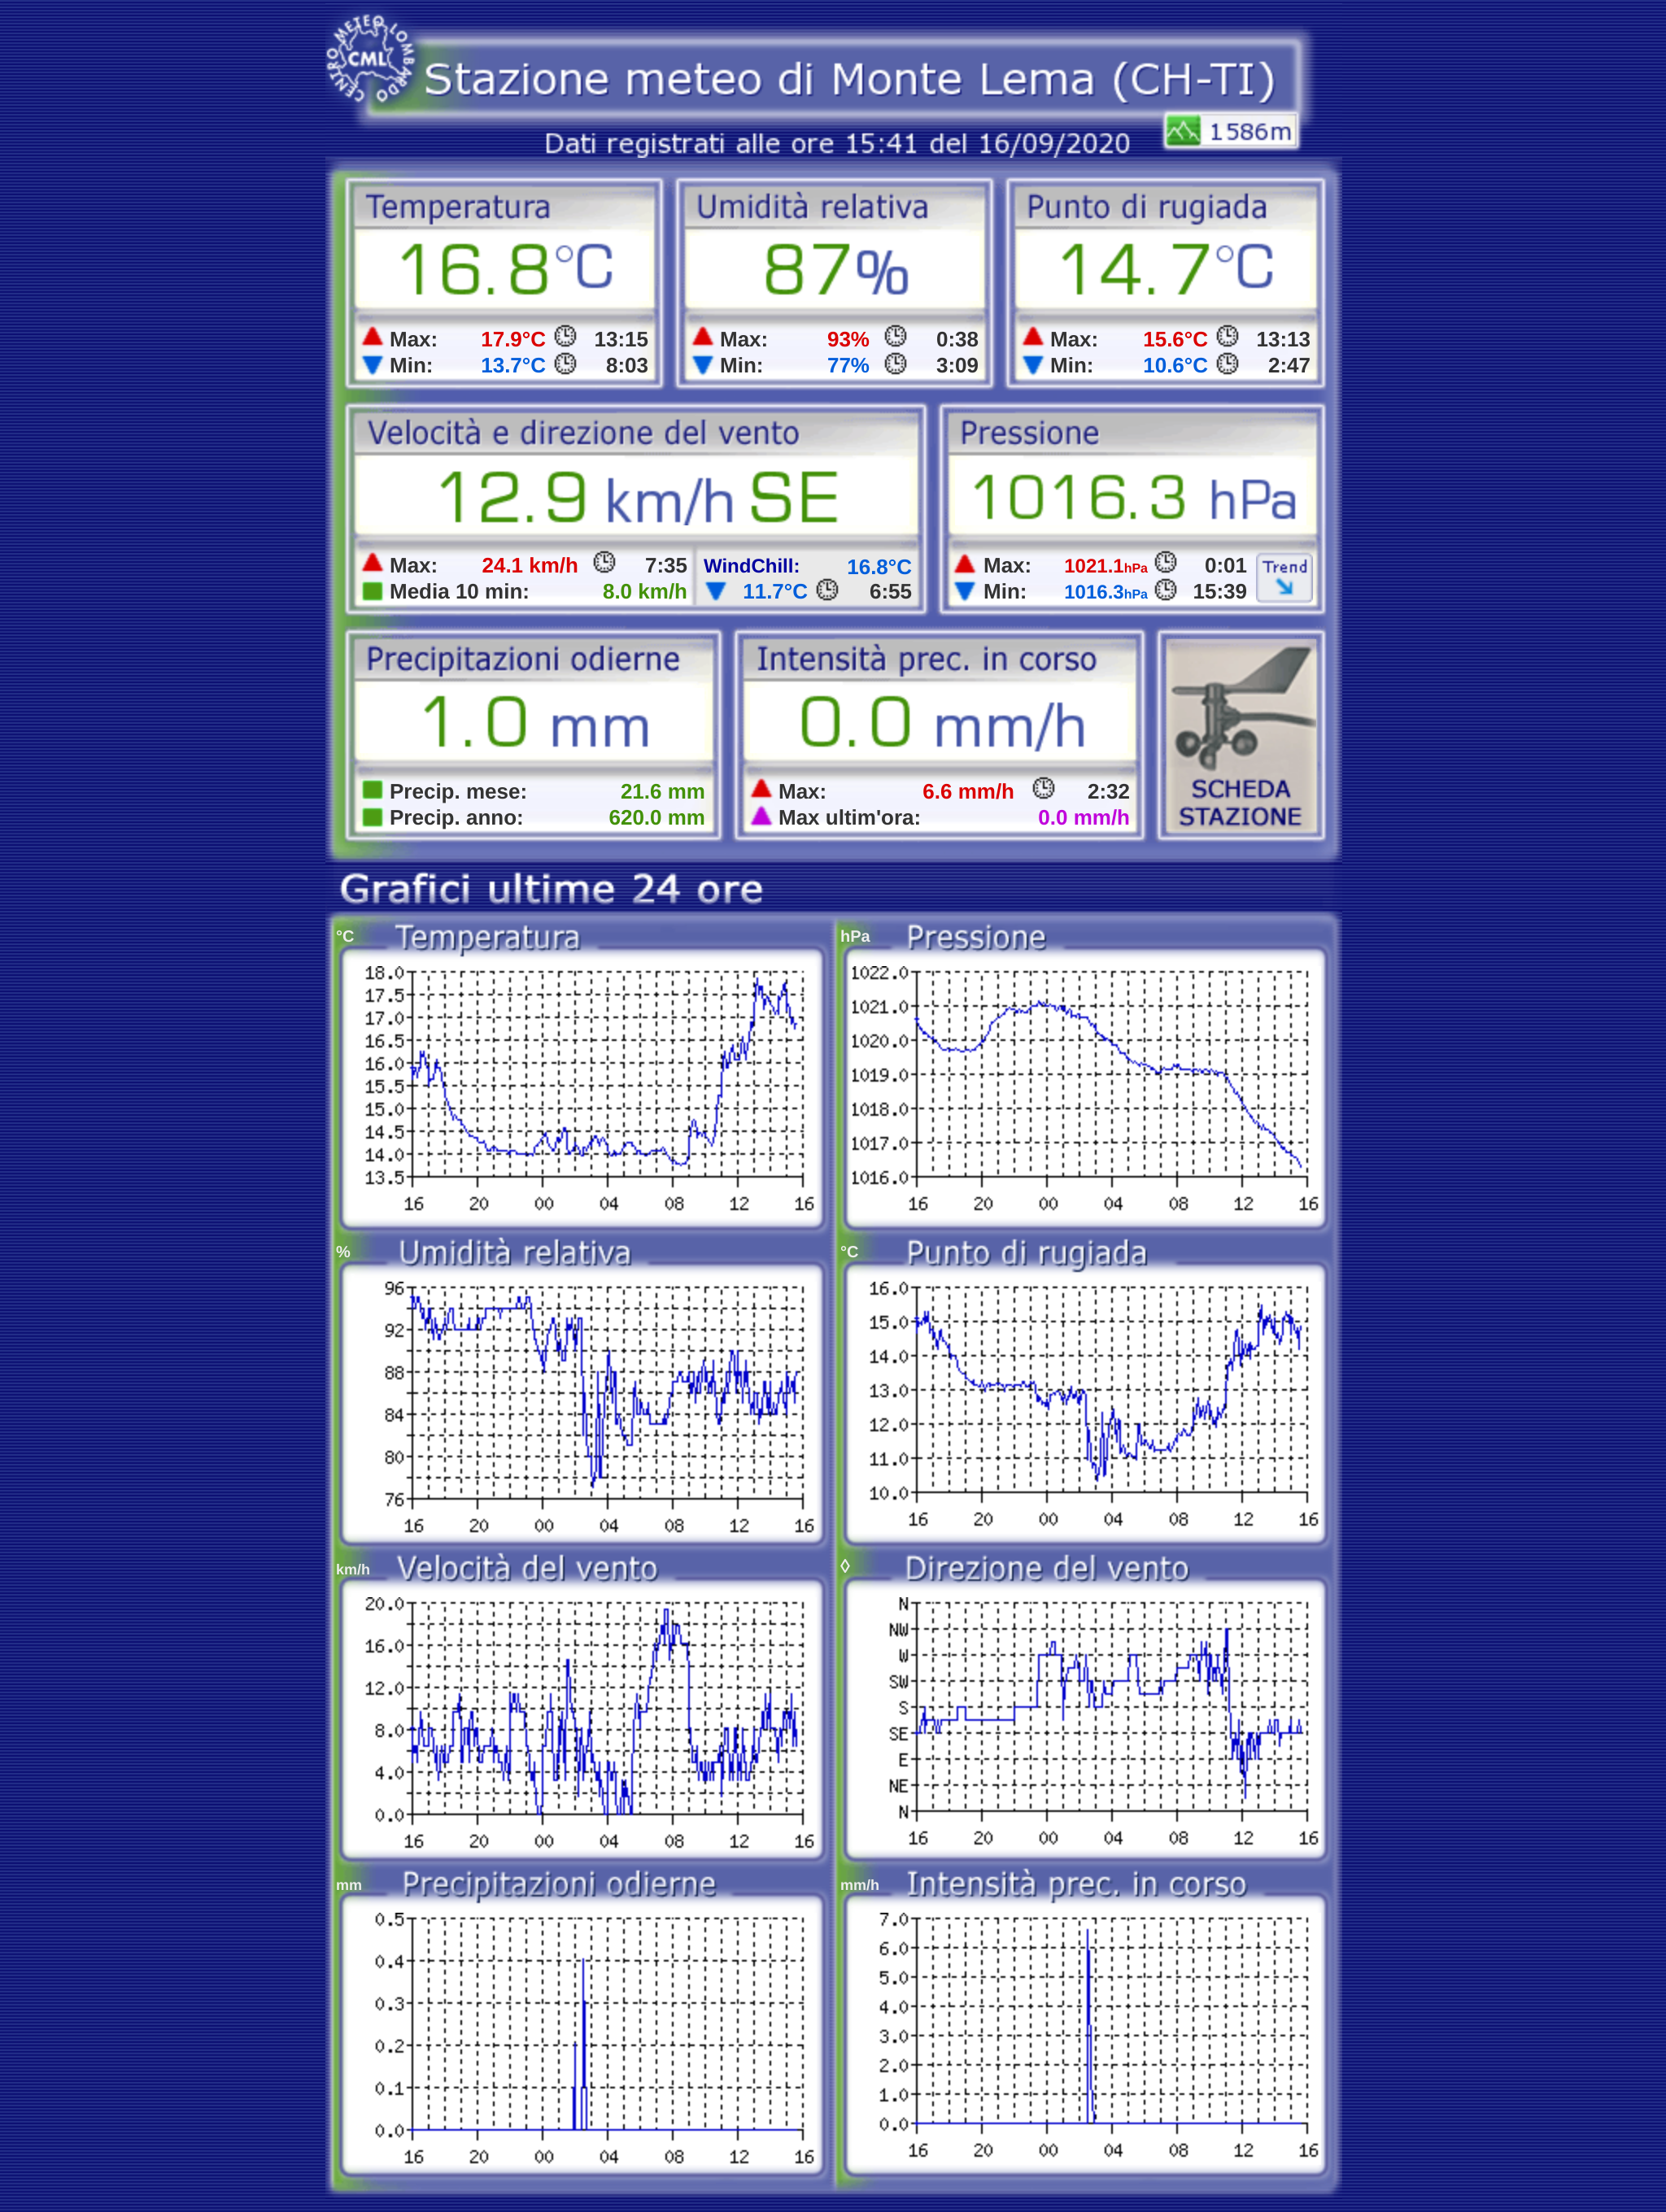 CENTRO METEO LOMBARDO
CML
Stazione meteo di Monte Lema (CH-TI)
1586m
Dati registrati alle ore 15:41 del 16/09/2020
Temperatura
16.8°C
Max: 17.9°C 13:15
Min: 13.7°C 8:03
Umidità relativa
87%
Max: 93% 0:38
Min: 77% 3:09
Punto di rugiada
14.7°C
Max: 15.6°C 13:13
Min: 10.6°C 2:47
Velocità e direzione del vento
12.9 km/h SE
Max: 24.1 km/h 7:35
Media 10 min: 8.0 km/h
WindChill: 16.8°C
11.7°C 6:55
Pressione
1016.3 hPa
Max: 1021.1hPa 0:01
Min: 1016.3hPa 15:39
Trend
Precipitazioni odierne
1.0 mm
Precip. mese: 21.6 mm
Precip. anno: 620.0 mm
Intensità prec. in corso
0.0 mm/h
Max: 6.6 mm/h 2:32
Max ultim'ora: 0.0 mm/h
SCHEDA
STAZIONE
Grafici ultime 24 ore
°C Temperatura
18.0
17.5
17.0
16.5
16.0
15.5
15.0
14.5
14.0
13.5
16 20 00 04 08 12 16
hPa Pressione
1022.0
1021.0
1020.0
1019.0
1018.0
1017.0
1016.0
16 20 00 04 08 12 16
% Umidità relativa
96
92
88
84
80
76
16 20 00 04 08 12 16
°C Punto di rugiada
16.0
15.0
14.0
13.0
12.0
11.0
10.0
16 20 00 04 08 12 16
km/h Velocità del vento
20.0
16.0
12.0
8.0
4.0
0.0
16 20 00 04 08 12 16
◊ Direzione del vento
N
NW
W
SW
S
SE
E
NE
N
16 20 00 04 08 12 16
mm Precipitazioni odierne
0.5
0.4
0.3
0.2
0.1
0.0
16 20 00 04 08 12 16
mm/h Intensità prec. in corso
7.0
6.0
5.0
4.0
3.0
2.0
1.0
0.0
16 20 00 04 08 12 16